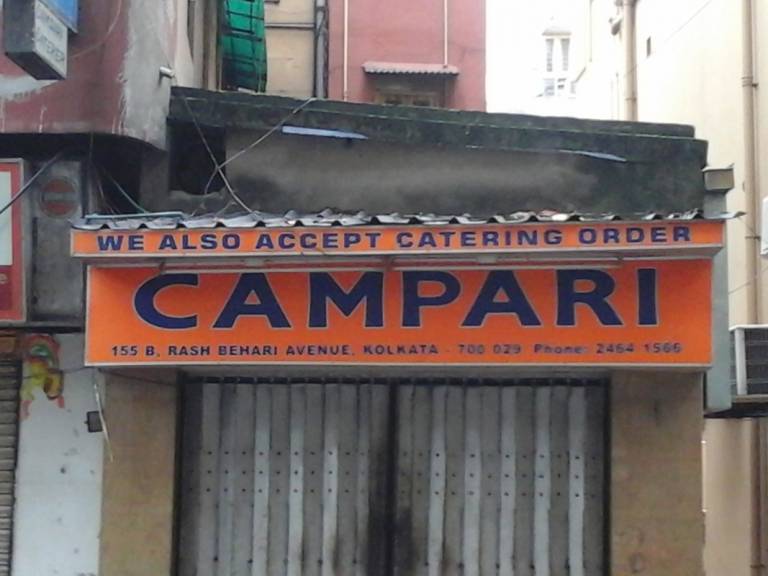 WE ALSO ACCEPT CATERING ORDER
CAMPARI
155 B, RASH BEHARI AVENUE, KOLKATA - 700 029 Phone: 2464 1566